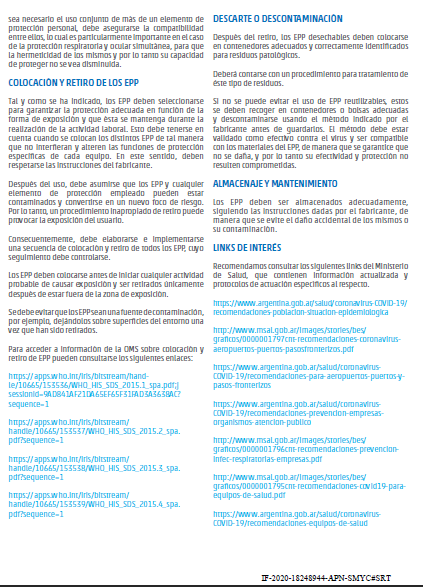 sea necesario el uso conjunto de más de un elemento de
protección personal, debe asegurarse la compatibilidad
entre ellos, lo cual es particularmente importante en el caso
de la protección respiratoria y ocular simultánea, para que
la hermeticidad de los mismos y por lo tanto su capacidad
de proteger no se vea disminuida.
COLOCACIÓN Y RETIRO DE LOS EPP
Tal y como se ha indicado, los EPP deben seleccionarse
para garantizar la protección adecuada en función de la
forma de exposición y que ésta se mantenga durante la
realización de la actividad laboral. Esto debe tenerse en
cuenta cuando se colocan los distintos EPP de tal manera
que no interfieran y alteren las funciones de protección
específicas de cada equipo. En este sentido, deben
respetarse las instrucciones del fabricante.
Después del uso, debe asumirse que los EPP y cualquier
elemento de protección empleado pueden estar
contaminados y convertirse en un nuevo foco de riesgo.
Por lo tanto, un procedimiento inapropiado de retiro puede
provocar la exposición del usuario.
Consecuentemente, debe elaborarse e implementarse
una secuencia de colocación y retiro de todos los EPP, cuyo
seguimiento debe controlarse.
Los EPP deben colocarse antes de iniciar cualquier actividad
probable de causar exposición y ser retirados únicamente
después de estar fuera de la zona de exposición.
Se debe evitar que los EPP sean una fuente de contaminación,
por ejemplo, dejándolos sobre superficies del entorno una
vez que han sido retirados.
Para acceder a información de la OMS sobre colocación y
retiro de EPP pueden consultarse los siguientes enlaces:
https://apps.who.int/iris/bitstream/hand-
le/10665/153536/WHO_HIS_SDS_2015.1_spa.pdf;j
sessionid=9AD841AF21DA65EF65F31FAD3A363BAC?
sequence=1
https://apps.who.int/iris/bitstream/
handle/10665/153537/WHO_HIS_SDS_2015.2_spa.
pdf?sequence=1
https://apps.who.int/iris/bitstream/
handle/10665/153538/WHO_HIS_SDS_2015.3_spa.
pdf?sequence=1
https://apps.who.int/iris/bitstream/
handle/10665/153539/WHO_HIS_SDS_2015.4_spa.
pdf?sequence=1
DESCARTE O DESCONTAMINACIÓN
Después del retiro, los EPP desechables deben colocarse
en contenedores adecuados y correctamente identificados
para residuos patológicos.
Deberá contarse con un procedimiento para tratamiento de
éste tipo de residuos.
Si no se puede evitar el uso de EPP reutilizables, estos
se deben recoger en contenedores o bolsas adecuadas
y descontaminarse usando el método indicado por el
fabricante antes de guardarlos. El método debe estar
validado como efectivo contra el virus y ser compatible
con los materiales del EPP, de manera que se garantice que
no se daña, y por lo tanto su efectividad y protección no
resulten comprometidas.
ALMACENAJE Y MANTENIMIENTO
Los EPP deben ser almacenados adecuadamente,
siguiendo las instrucciones dadas por el fabricante, de
manera que se evite el daño accidental de los mismos o
su contaminación.
LINKS DE INTERÉS
Recomendamos consultar los siguientes links del Ministerio
de Salud, que contienen información actualizada y
protocolos de actuación específicos al respecto.
https://www.argentina.gob.ar/salud/coronavirus-COVID-19/
recomendaciones-poblacion-situacion-epidemiologica
http://www.msal.gob.ar/images/stories/bes/
graficos/0000001797cnt-recomendaciones-coronavirus-
aeropuertos-puertos-pasosfronterizos.pdf
https://www.argentina.gob.ar/salud/coronavirus-
COVID-19/recomendaciones-para-aeropuertos-puertos-y-
pasos-fronterizos
https://www.argentina.gob.ar/salud/coronavirus-
COVID-19/recomendaciones-prevencion-empresas-
organismos-atencion-publico
http://www.msal.gob.ar/images/stories/bes/
graficos/0000001796cnt-recomendaciones-prevencion-
infec-respiratorias-empresas.pdf
http://www.msal.gob.ar/images/stories/bes/
graficos/0000001795cnt-recomendaciones-covid19-para-
equipos-de-salud.pdf
https://www.argentina.gob.ar/salud/coronavirus-
COVID-19/recomendaciones-equipos-de-salud
IF-2020-18248944-APN-SMYC#SRT